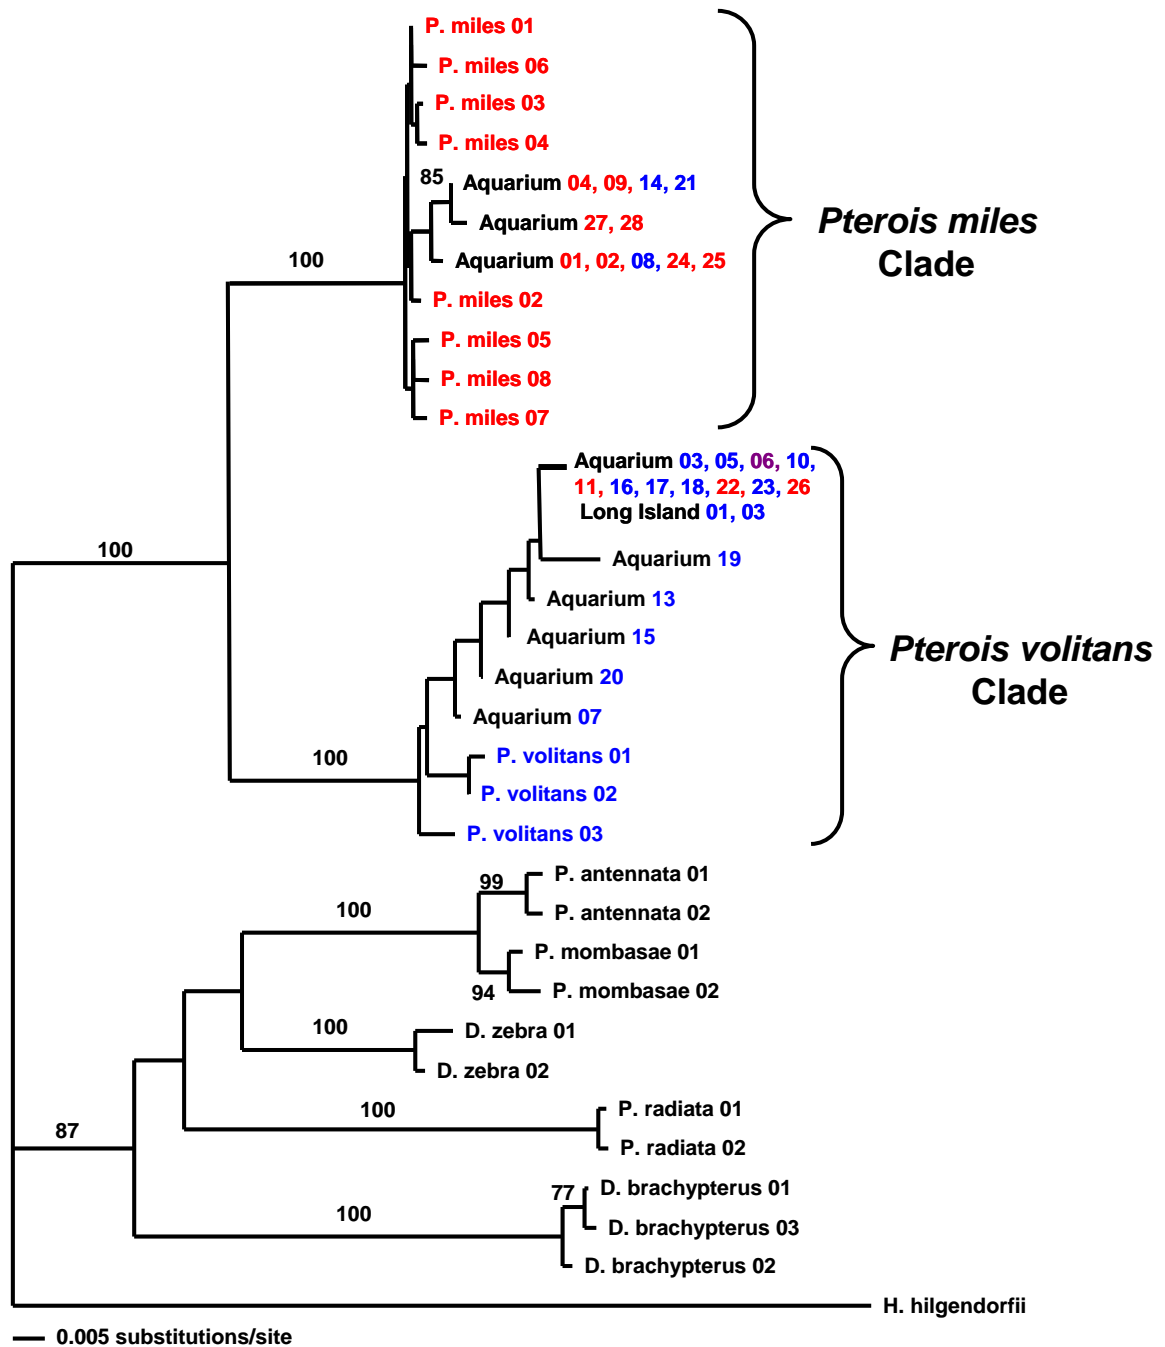 P. miles 01
P. miles 06
P. miles 03
P. miles 04
85
Aquarium 04, 09, 14, 21
Aquarium 27, 28
Aquarium 01, 02, 08, 24, 25
100
P. miles 02
P. miles 05
P. miles 08
P. miles 07
Pterois miles
Clade
Aquarium 03, 05, 06, 10,
11, 16, 17, 18, 22, 23, 26
Long Island 01, 03
100
Aquarium 19
Aquarium 13
Aquarium 15
Aquarium 20
Aquarium 07
100
P. volitans 01
P. volitans 02
P. volitans 03
Pterois volitans
Clade
99
P. antennata 01
P. antennata 02
100
P. mombasae 01
94
P. mombasae 02
100
D. zebra 01
D. zebra 02
100
P. radiata 01
P. radiata 02
87
77
D. brachypterus 01
100
D. brachypterus 03
D. brachypterus 02
H. hilgendorfii
0.005 substitutions/site